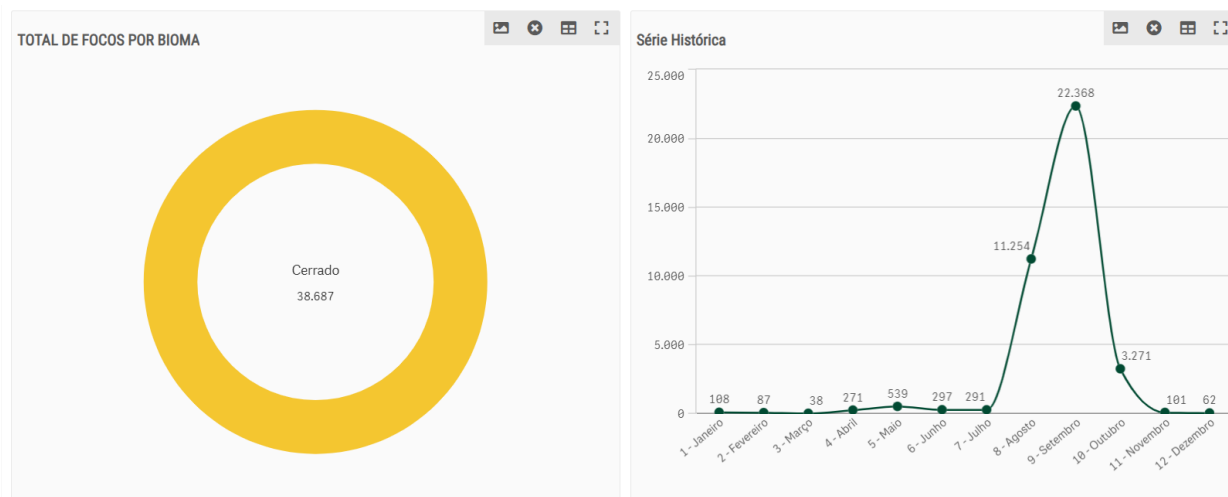 TOTAL DE FOCOS POR BIOMA
Cerrado
38.687
Série Histórica
25.000
20.000
15.000
10.000
5.000
0
108
87
38
271
539
297
291
11.254
22.368
3.271
101
62
1 - Janeiro
2 - Fevereiro
3 - Março
4 - Abril
5 - Maio
6 - Junho
7 - Julho
8 - Agosto
9 - Setembro
10 - Outubro
11 - Novembro
12 - Dezembro